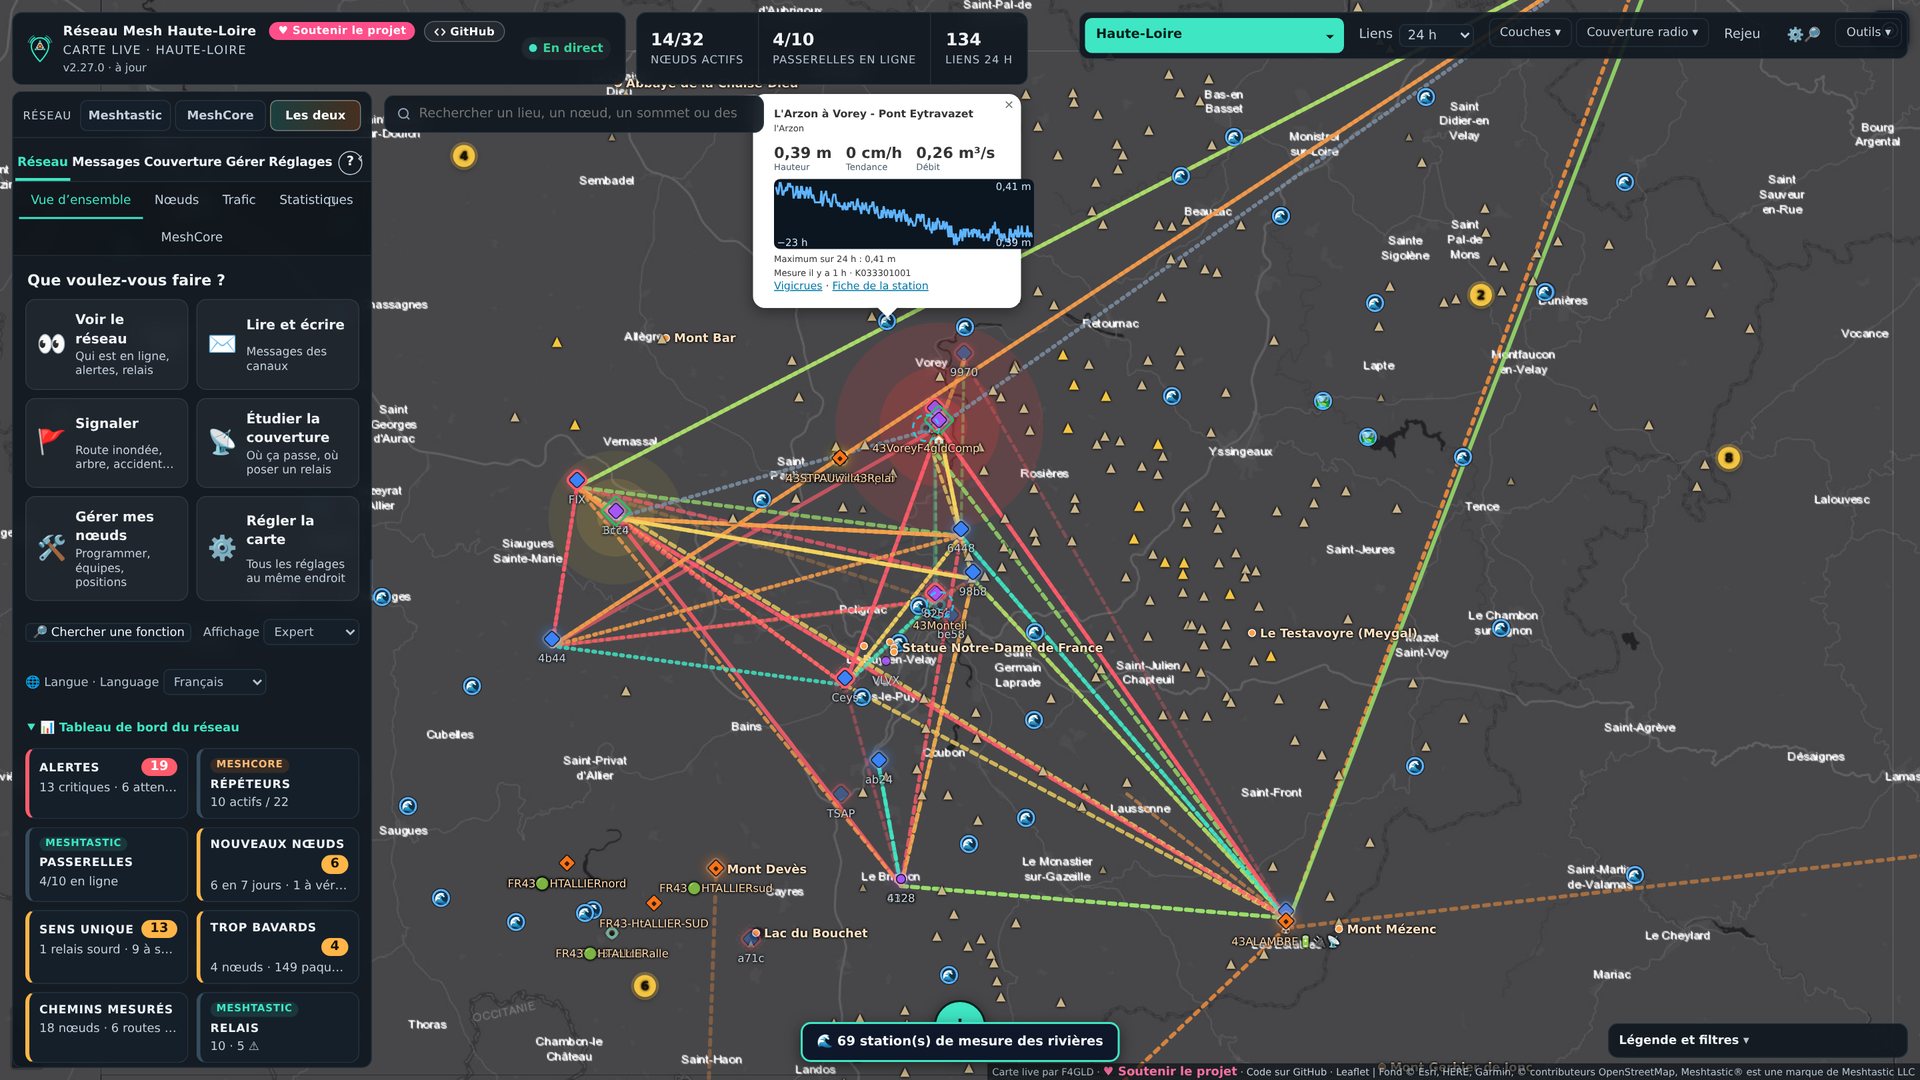 Réseau Mesh Haute-Loire
♥ Soutenir le projet
GitHub
CARTE LIVE · HAUTE-LOIRE
v2.27.0 · à jour
En direct
14/32
NŒUDS ACTIFS
4/10
PASSERELLES EN LIGNE
134
LIENS 24 H
Haute-Loire
Liens
24 h
Couches ▾
Couverture radio ▾
Rejeu
Outils ▾
RÉSEAU
Meshtastic
MeshCore
Les deux
Réseau Messages Couverture Gérer Réglages
?
Vue d’ensemble
Nœuds
Trafic
Statistiques
MeshCore
Que voulez-vous faire ?
Voir le
réseau
Qui est en ligne,
alertes, relais
Lire et écrire
Messages des
canaux
Signaler
Route inondée,
arbre, accident…
Étudier la
couverture
Où ça passe, où
poser un relais
Gérer mes
nœuds
Programmer,
équipes,
positions
Régler la
carte
Tous les réglages
au même endroit
Chercher une fonction
Affichage
Expert
Langue · Language
Français
▼ Tableau de bord du réseau
ALERTES
19
13 critiques · 6 atten…
MESHCORE
RÉPÉTEURS
10 actifs / 22
MESHTASTIC
PASSERELLES
4/10 en ligne
NOUVEAUX NŒUDS
6
6 en 7 jours · 1 à vér…
SENS UNIQUE
13
1 relais sourd · 9 à s…
TROP BAVARDS
4
4 nœuds · 149 paqu…
CHEMINS MESURÉS
18 nœuds · 6 routes …
MESHTASTIC
RELAIS
10 · 5 ⚠
Rechercher un lieu, un nœud, un sommet ou des
L'Arzon à Vorey - Pont Eytravazet
×
l'Arzon
0,39 m
Hauteur
0 cm/h
Tendance
0,26 m³/s
Débit
0,41 m
−23 h
0,39 m
Maximum sur 24 h : 0,41 m
Mesure il y a 1 h · K033301001
Vigicrues · Fiche de la station
Saint-Pal-de
Bas-en
Basset
Saint
Didier-en
Velay
Bourg
Argental
Monistrol
sur-Loire
4
Sembadel
Saint
Sauveur
en-Rue
Beauzac
Sainte
Sigolène
Saint
Pal-de
Mons
2
Dunières
Allègre
Mont Bar
Retournac
Vocance
Montfaucon
en-Velay
Lapte
Vorey
9970
Saint
Georges
d'Aurac
Vernassal
43VoreyF4gldComp
Yssingeaux
8
Rosières
FIX
3cc4
Tence
Lalouvesc
Siaugues
Sainte-Marie
6448
Saint-Jeures
98b8
Polignac
43Monteil
be58
Le Chambon
sur-Lignon
Le Testavoyre (Meygal)
Mazet
Saint-Voy
Statue Notre-Dame de France
4b44
Saint
Germain
Laprade
Saint-Julien
Chapteuil
Bains
Saint-Agrève
Cubelles
Coubon
Saint-Privat
d'Allier
ab24
Désaignes
Saint-Front
Laussonne
TSAP
Saugues
Le Monastier
sur-Gazeille
Mont Devès
FR43
HTALLIERnord
FR43
HTALLIERsud
Cayres
4128
Saint-Martin
de-Valamas
FR43-HtALLIER-SUD
Lac du Bouchet
a71c
43ALAMBRE
Mont Mézenc
Le Cheylard
Mariac
6
OCCITANIE
Thoras
Chambon-le
Château
Saint-Haon
Landos
69 station(s) de mesure des rivières
Légende et filtres ▾
Carte live par F4GLD · ♥ Soutenir le projet · Code sur GitHub · Leaflet | Fond © Esri, HERE, Garmin, © contributeurs OpenStreetMap, Meshtastic® est une marque de Meshtastic LLC